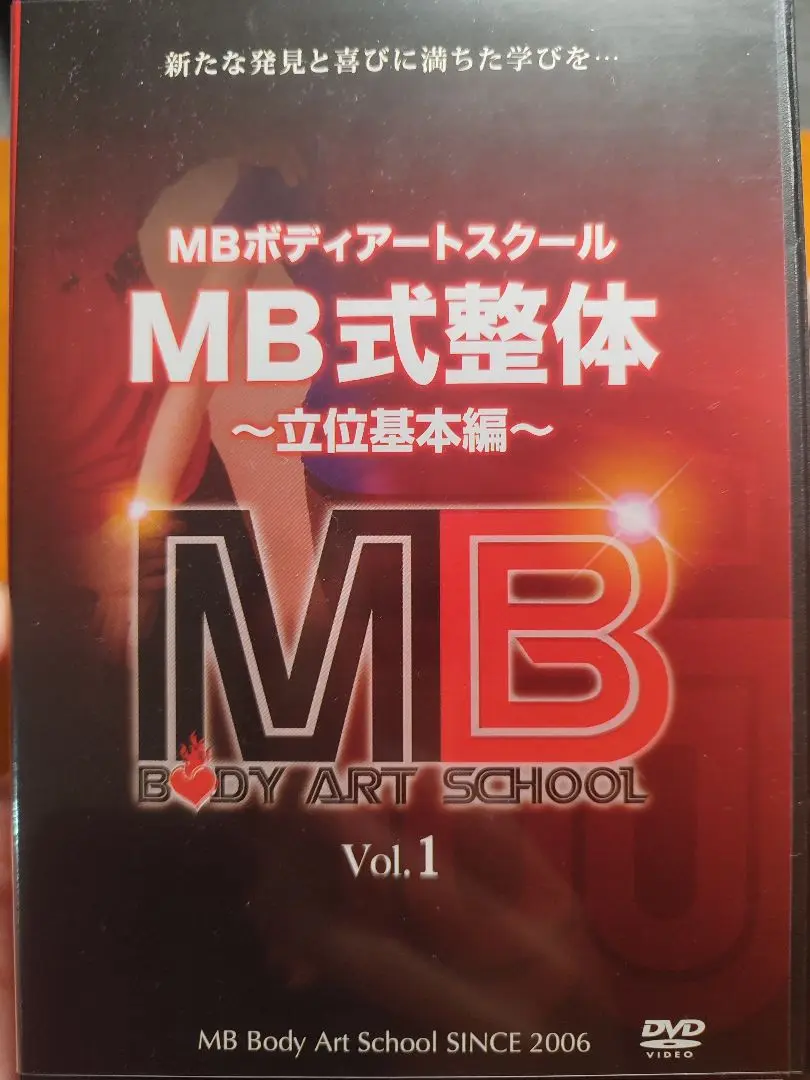 新たな発見と喜びに満ちた学びを…
MBボディアートスクール
MB式整体
～立位基本編～
MB
BODY ART SCHOOL
Vol.1
MB Body Art School SINCE 2006
DVD
VIDEO